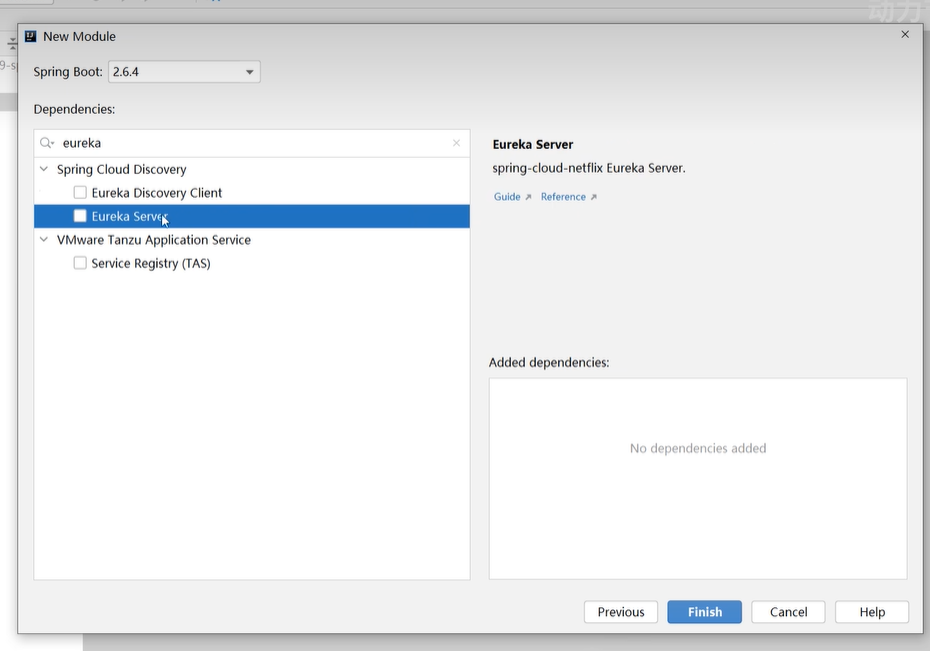 动力
New Module
Spring Boot: 2.6.4
Dependencies:
eureka
Spring Cloud Discovery
Eureka Discovery Client
Eureka Server
VMware Tanzu Application Service
Service Registry (TAS)
Eureka Server
spring-cloud-netflix Eureka Server.
Guide Reference
Added dependencies:
No dependencies added
Previous Finish Cancel Help